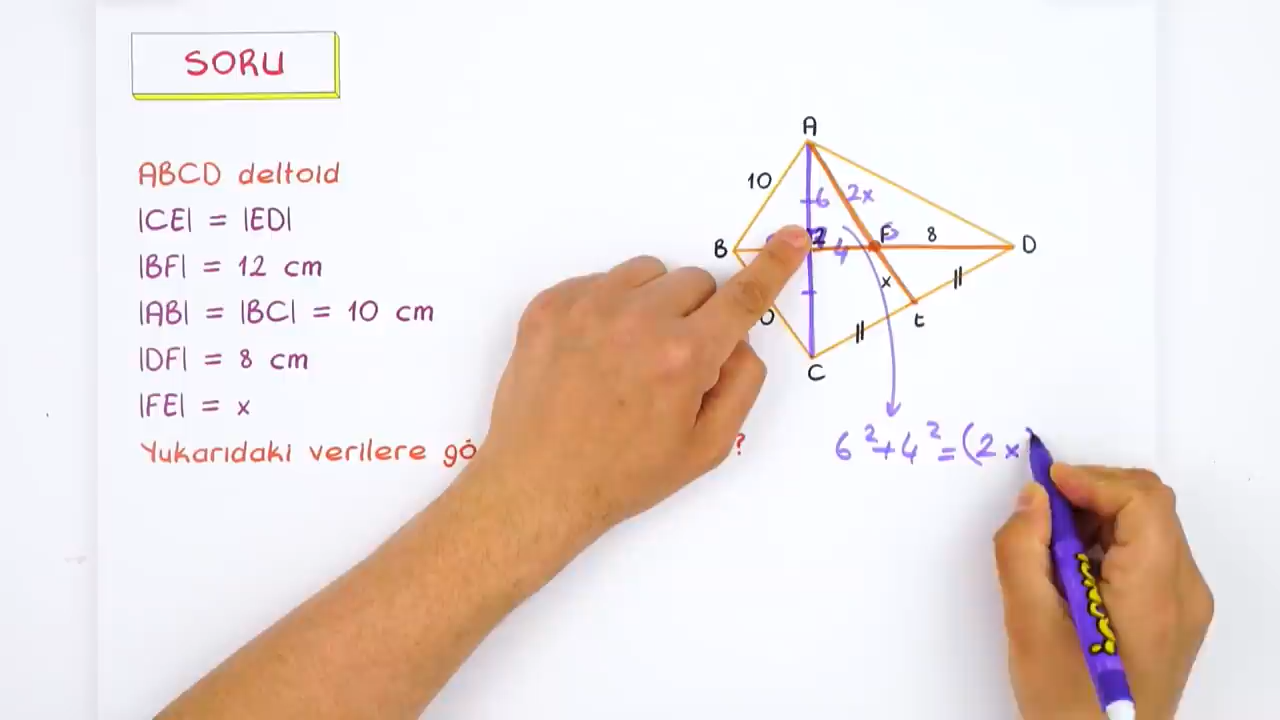 SORU
ABCD deltoid
|CE| = |ED|
|BF| = 12 cm
|AB| = |BC| = 10 cm
|DF| = 8 cm
|FE| = x
Yukarıdaki verilere gö ?
A
10
6
2x
B
4
F
8
D
x
E
C
6² + 4² = (2x